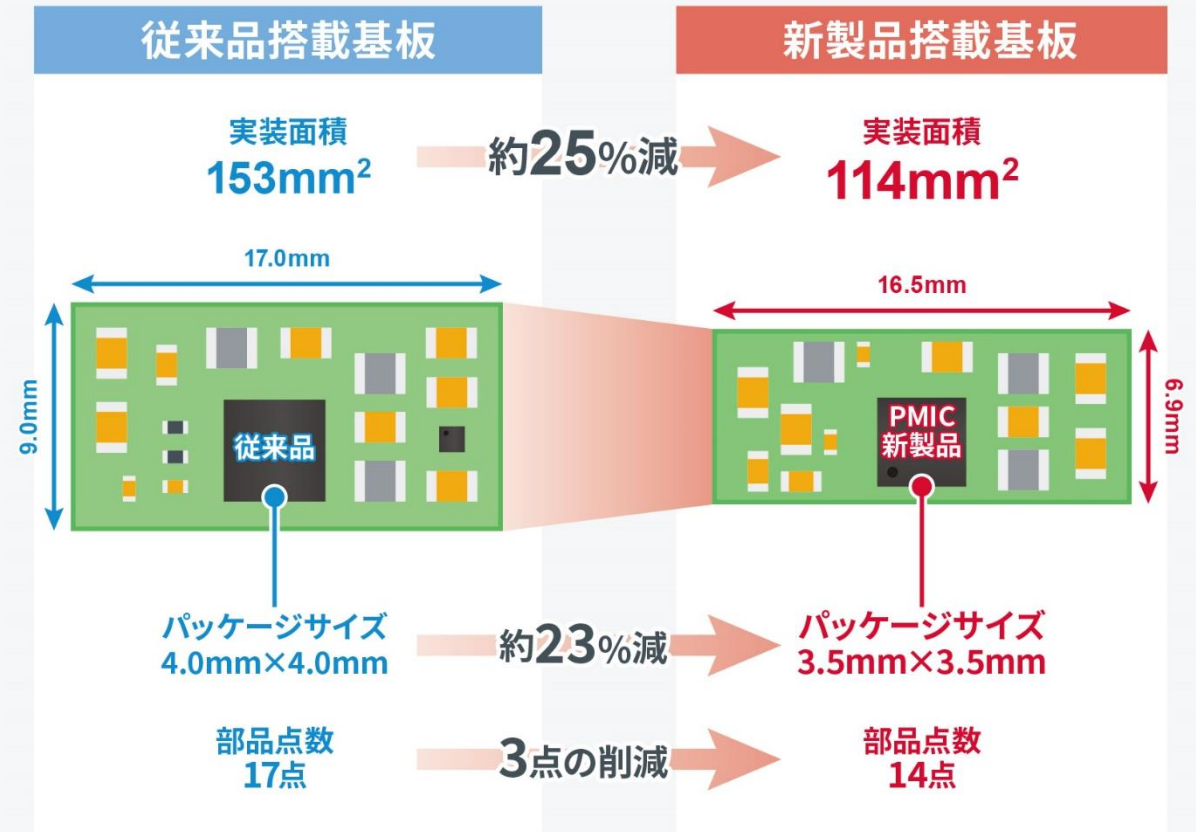 従来品搭載基板
新製品搭載基板
実装面積
153mm²
約25%減
実装面積
114mm²
17.0mm
16.5mm
9.0mm
従来品
PMIC
新製品
6.9mm
パッケージサイズ
4.0mm×4.0mm
約23%減
パッケージサイズ
3.5mm×3.5mm
部品点数
17点
3点の削減
部品点数
14点